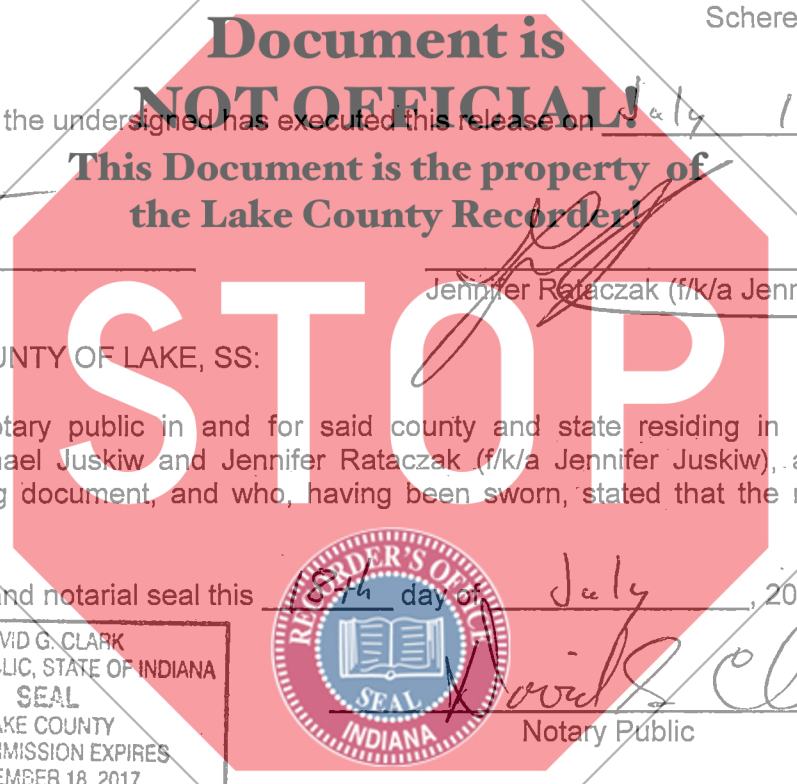 Document is
Schere
NOT OFFICIAL!
the undersigned has executed this release on July 1
This Document is the property of
the Lake County Recorder!
Jennifer Rataczak (f/k/a Jenn
STOP
UNTY OF LAKE, SS:
otary public in and for said county and state residing in
ael Juskiw and Jennifer Rataczak (f/k/a Jennifer Juskiw), a
g document, and who, having been sworn, stated that the r
and notarial seal this 18th day of July, 20
RECORDER'S OFFICE
SEAL
INDIANA
VID G. CLARK
LIC, STATE OF INDIANA
SEAL
AKE COUNTY
MMISSION EXPIRES
EMBER 18, 2017
Notary Public